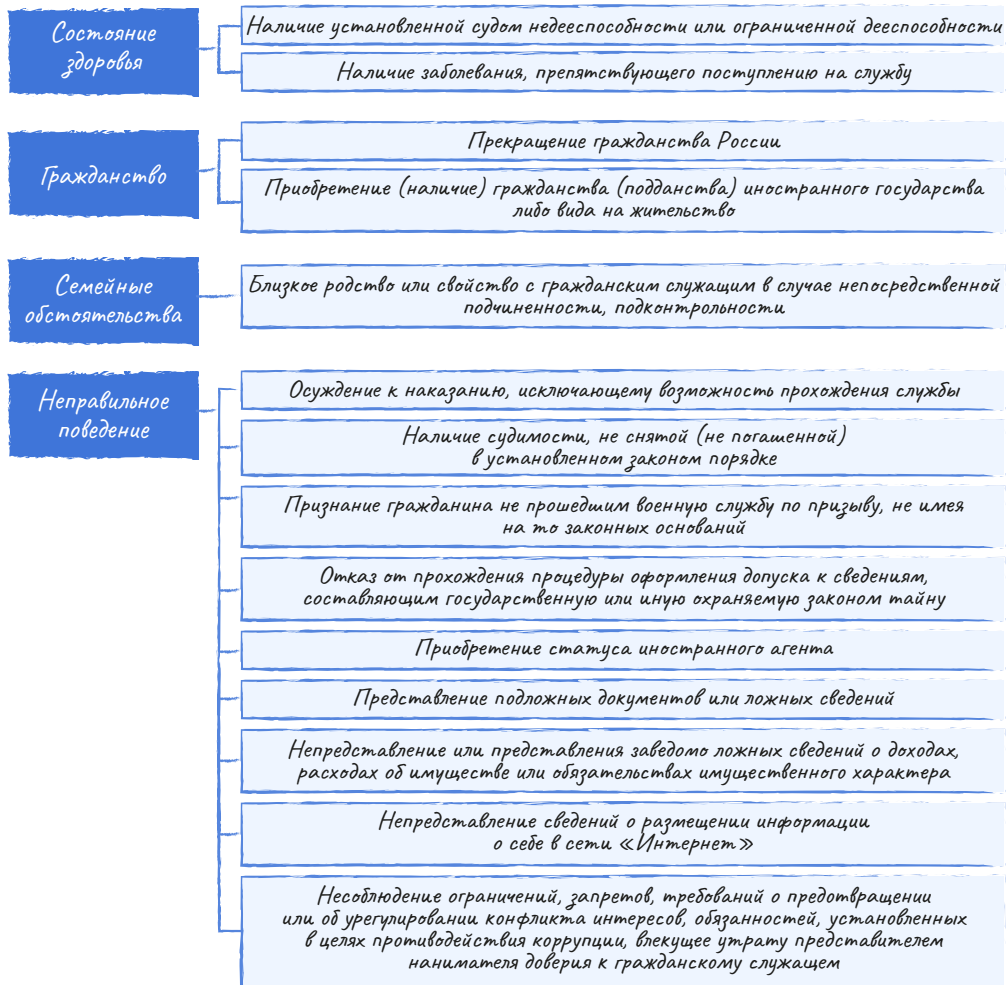 Состояние
здоровья
Наличие установленной судом недееспособности или ограниченной дееспособности
Наличие заболевания, препятствующего поступлению на службу
Гражданство
Прекращение гражданства России
Приобретение (наличие) гражданства (подданства) иностранного государства
либо вида на жительство
Семейные
обстоятельства
Близкое родство или свойство с гражданским служащим в случае непосредственной
подчиненности, подконтрольности
Неправильное
поведение
Осуждение к наказанию, исключающему возможность прохождения службы
Наличие судимости, не снятой (не погашенной)
в установленном законом порядке
Признание гражданина не прошедшим военную службу по призыву, не имея
на то законных оснований
Отказ от прохождения процедуры оформления допуска к сведениям,
составляющим государственную или иную охраняемую законом тайну
Приобретение статуса иностранного агента
Представление подложных документов или ложных сведений
Непредставление или представления заведомо ложных сведений о доходах,
расходах об имуществе или обязательствах имущественного характера
Непредставление сведений о размещении информации
о себе в сети «Интернет»
Несоблюдение ограничений, запретов, требований о предотвращении
или об урегулировании конфликта интересов, обязанностей, установленных
в целях противодействия коррупции, влекущее утрату представителем
нанимателя доверия к гражданскому служащем